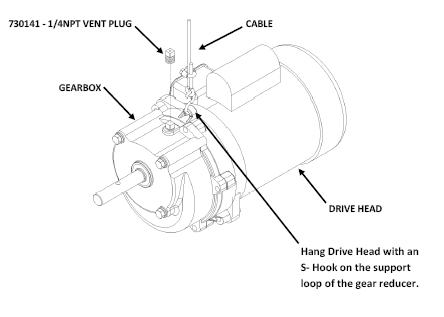 730141 - 1/4NPT VENT PLUG
CABLE
GEARBOX
DRIVE HEAD
Hang Drive Head with an
S- Hook on the support
loop of the gear reducer.